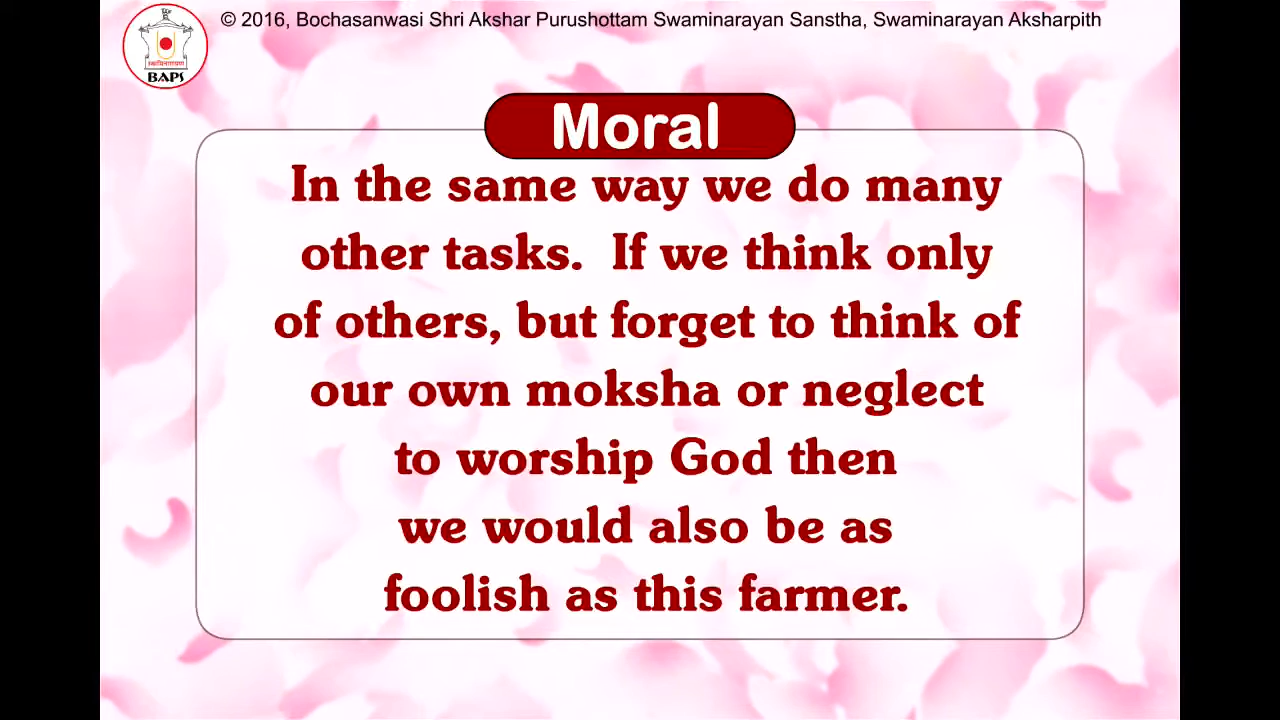 © 2016, Bochasanwasi Shri Akshar Purushottam Swaminarayan Sanstha, Swaminarayan Aksharpith
स्वामिनारायण
BAPS
Moral
In the same way we do many
other tasks. If we think only
of others, but forget to think of
our own moksha or neglect
to worship God then
we would also be as
foolish as this farmer.